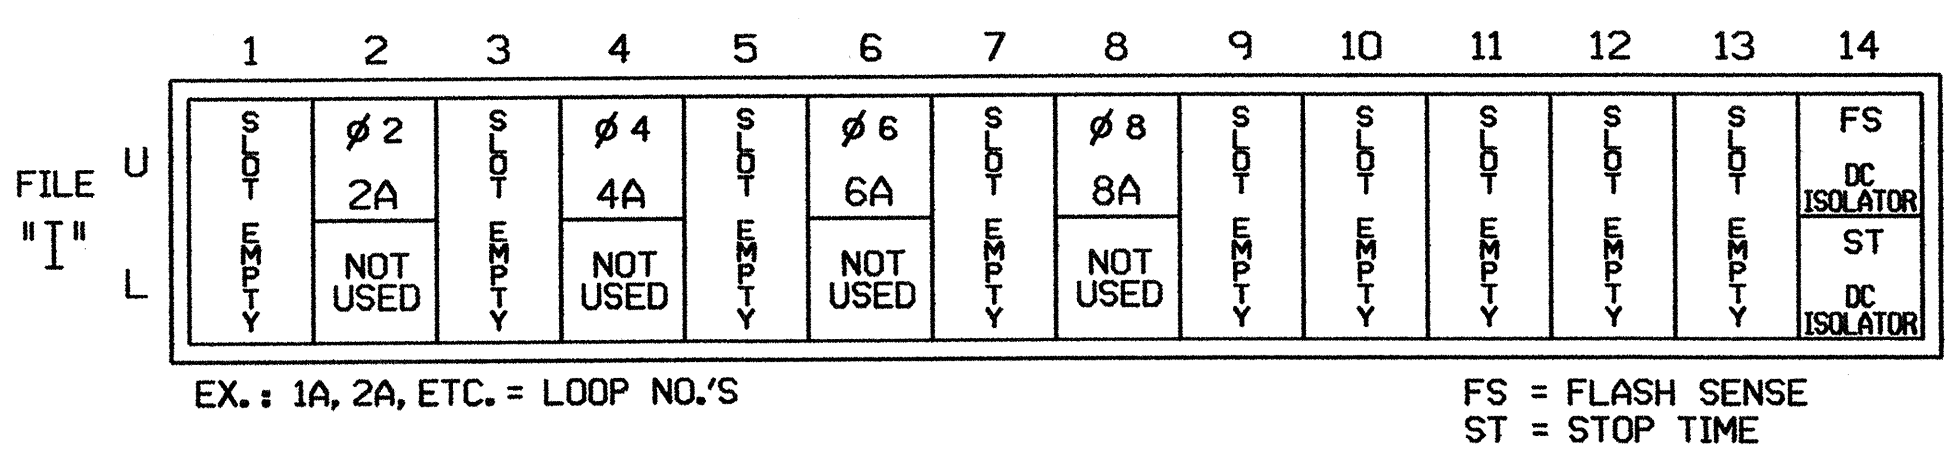 1 2 3 4 5 6 7 8 9 10 11 12 13 14
FILE
"I"
U
L
SLOT EMPTY
ø 2
2A
NOT
USED
SLOT EMPTY
ø 4
4A
NOT
USED
SLOT EMPTY
ø 6
6A
NOT
USED
SLOT EMPTY
ø 8
8A
NOT
USED
SLOT EMPTY
SLOT EMPTY
SLOT EMPTY
SLOT EMPTY
SLOT EMPTY
FS
DC
ISOLATOR
ST
DC
ISOLATOR
EX.: 1A, 2A, ETC. = LOOP NO.'S
FS = FLASH SENSE
ST = STOP TIME